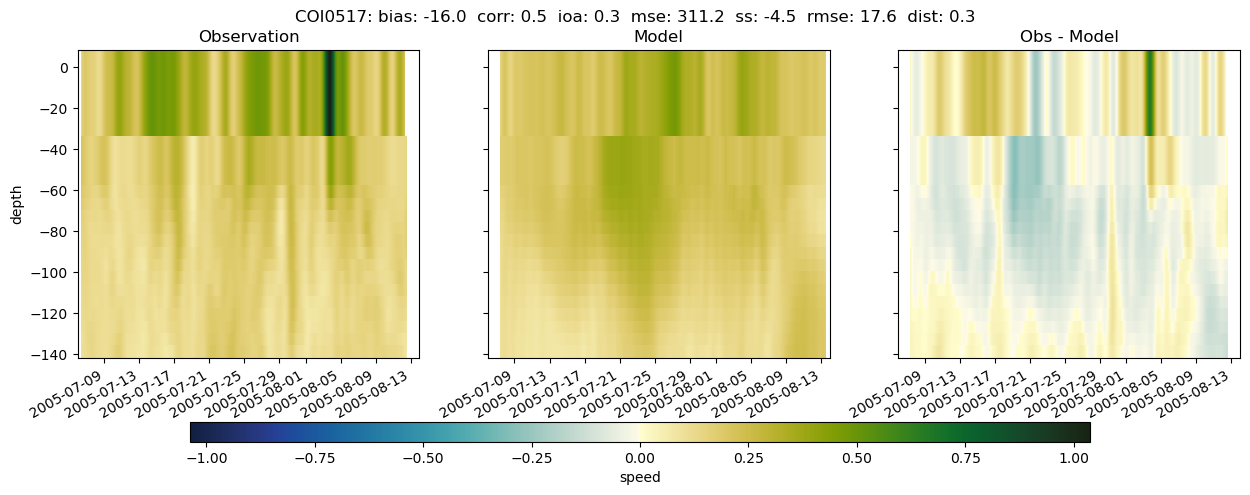 COI0517: bias: -16.0 corr: 0.5 ioa: 0.3 mse: 311.2 ss: -4.5 rmse: 17.6 dist: 0.3
Observation Model Obs - Model
depth
0
−20
−40
−60
−80
−100
−120
−140
2005-07-09 2005-07-13 2005-07-17 2005-07-21 2005-07-25 2005-07-29 2005-08-01 2005-08-05 2005-08-09 2005-08-13
2005-07-09 2005-07-13 2005-07-17 2005-07-21 2005-07-25 2005-07-29 2005-08-01 2005-08-05 2005-08-09 2005-08-13
2005-07-09 2005-07-13 2005-07-17 2005-07-21 2005-07-25 2005-07-29 2005-08-01 2005-08-05 2005-08-09 2005-08-13
−1.00 −0.75 −0.50 −0.25 0.00 0.25 0.50 0.75 1.00
speed